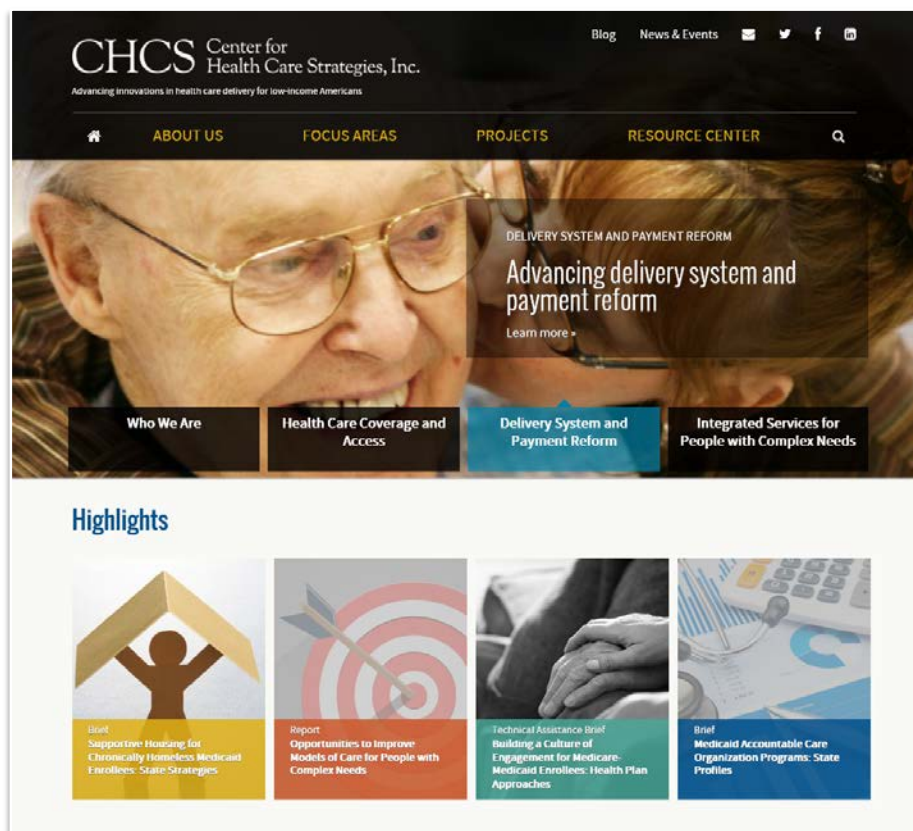 Blog News & Events
CHCS Center for
Health Care Strategies, Inc.
Advancing innovations in health care delivery for low-income Americans
ABOUT US FOCUS AREAS PROJECTS RESOURCE CENTER
DELIVERY SYSTEM AND PAYMENT REFORM
Advancing delivery system and
payment reform
Learn more »
Who We Are
Health Care Coverage and
Access
Delivery System and
Payment Reform
Integrated Services for
People with Complex Needs
Highlights
Brief
Supportive Housing for
Chronically Homeless Medicaid
Enrollees: State Strategies
Report
Opportunities to Improve
Models of Care for People with
Complex Needs
Technical Assistance Brief
Building a Culture of
Engagement for Medicare-
Medicaid Enrollees: Health Plan
Approaches
Brief
Medicaid Accountable Care
Organization Programs: State
Profiles